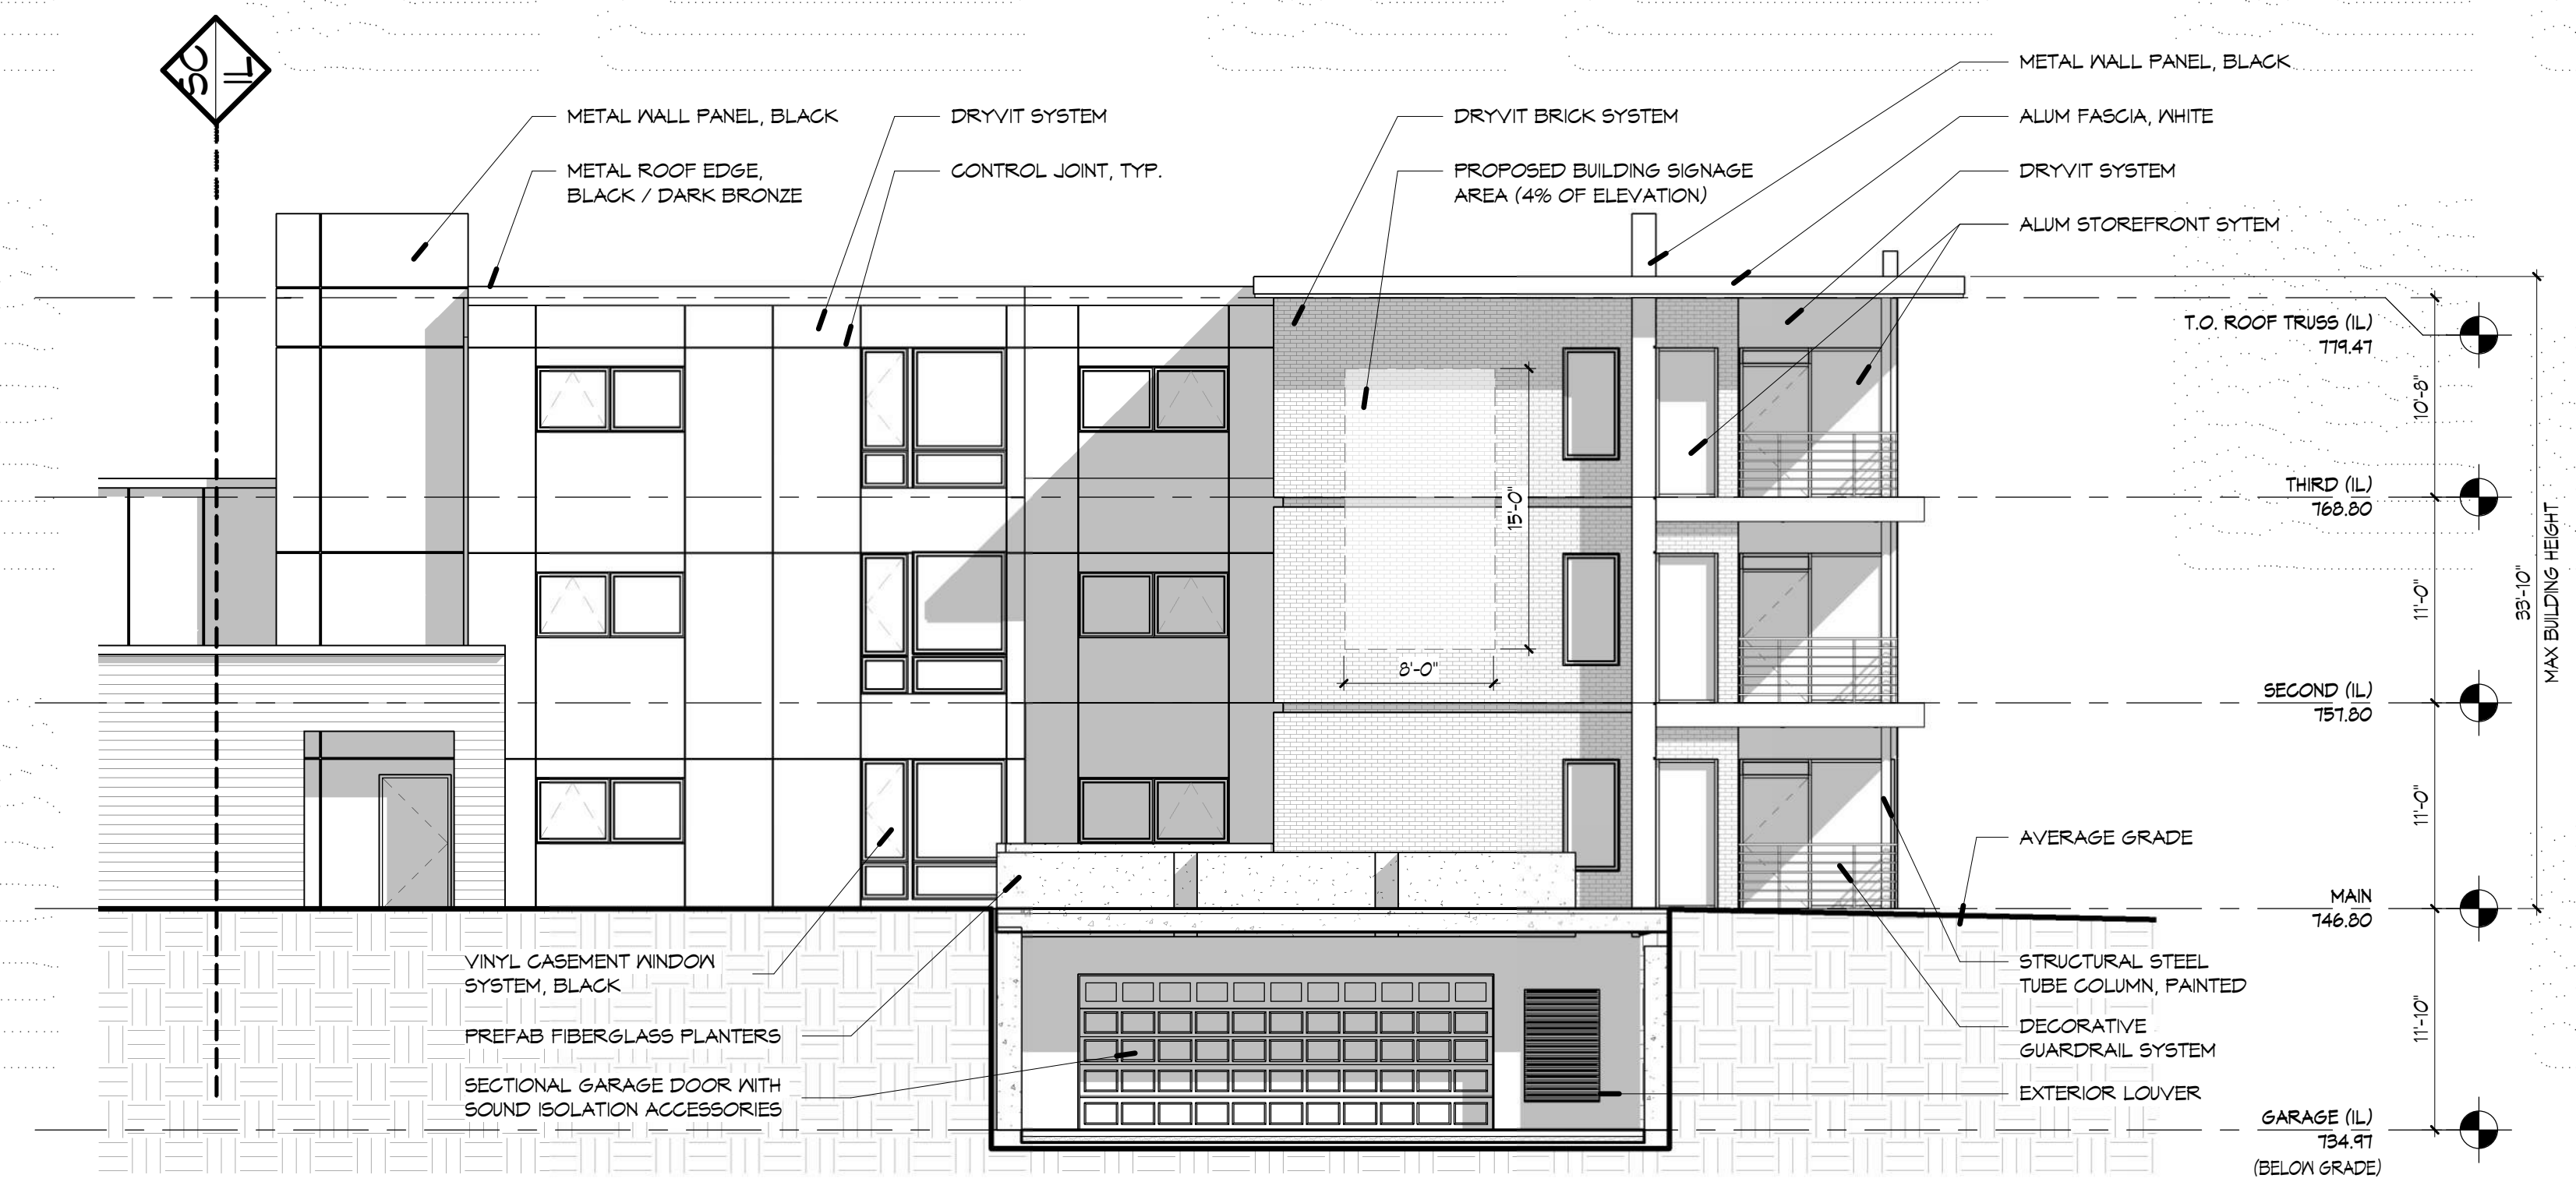 SC
71
METAL WALL PANEL, BLACK
METAL ROOF EDGE,
BLACK / DARK BRONZE
DRYVIT SYSTEM
CONTROL JOINT, TYP.
DRYVIT BRICK SYSTEM
PROPOSED BUILDING SIGNAGE
AREA (4% OF ELEVATION)
METAL WALL PANEL, BLACK
ALUM FASCIA, WHITE
DRYVIT SYSTEM
ALUM STOREFRONT SYTEM
T.O. ROOF TRUSS (IL)
779.47
10'-8"
THIRD (IL)
768.80
11'-0"
SECOND (IL)
757.80
11'-0"
33'-10"
MAX BUILDING HEIGHT
15'-0"
8'-0"
AVERAGE GRADE
MAIN
746.80
11'-10"
VINYL CASEMENT WINDOW
SYSTEM, BLACK
PREFAB FIBERGLASS PLANTERS
SECTIONAL GARAGE DOOR WITH
SOUND ISOLATION ACCESSORIES
STRUCTURAL STEEL
TUBE COLUMN, PAINTED
DECORATIVE
GUARDRAIL SYSTEM
EXTERIOR LOUVER
GARAGE (IL)
734.97
(BELOW GRADE)